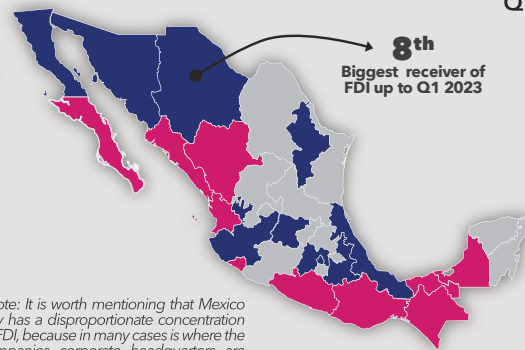 Q
8th
Biggest receiver of
FDI up to Q1 2023
ote: It is worth mentioning that Mexico
y has a disproportionate concentration
FDI, because in many cases is where the